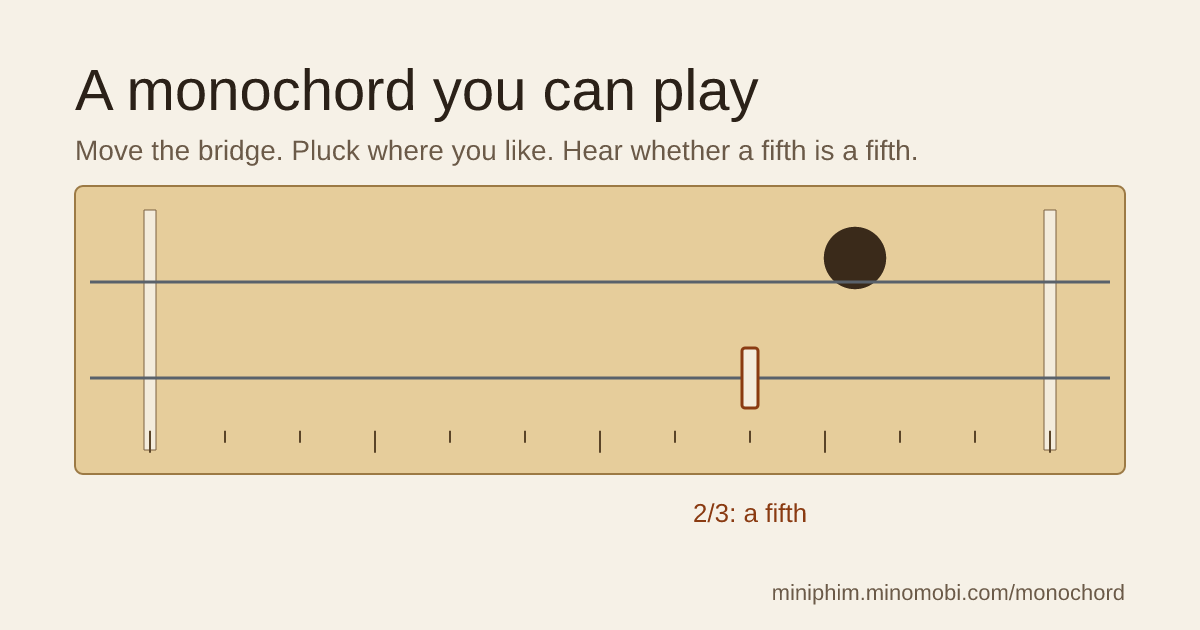 A monochord you can play
Move the bridge. Pluck where you like. Hear whether a fifth is a fifth.
2/3: a fifth
miniphim.minomobi.com/monochord